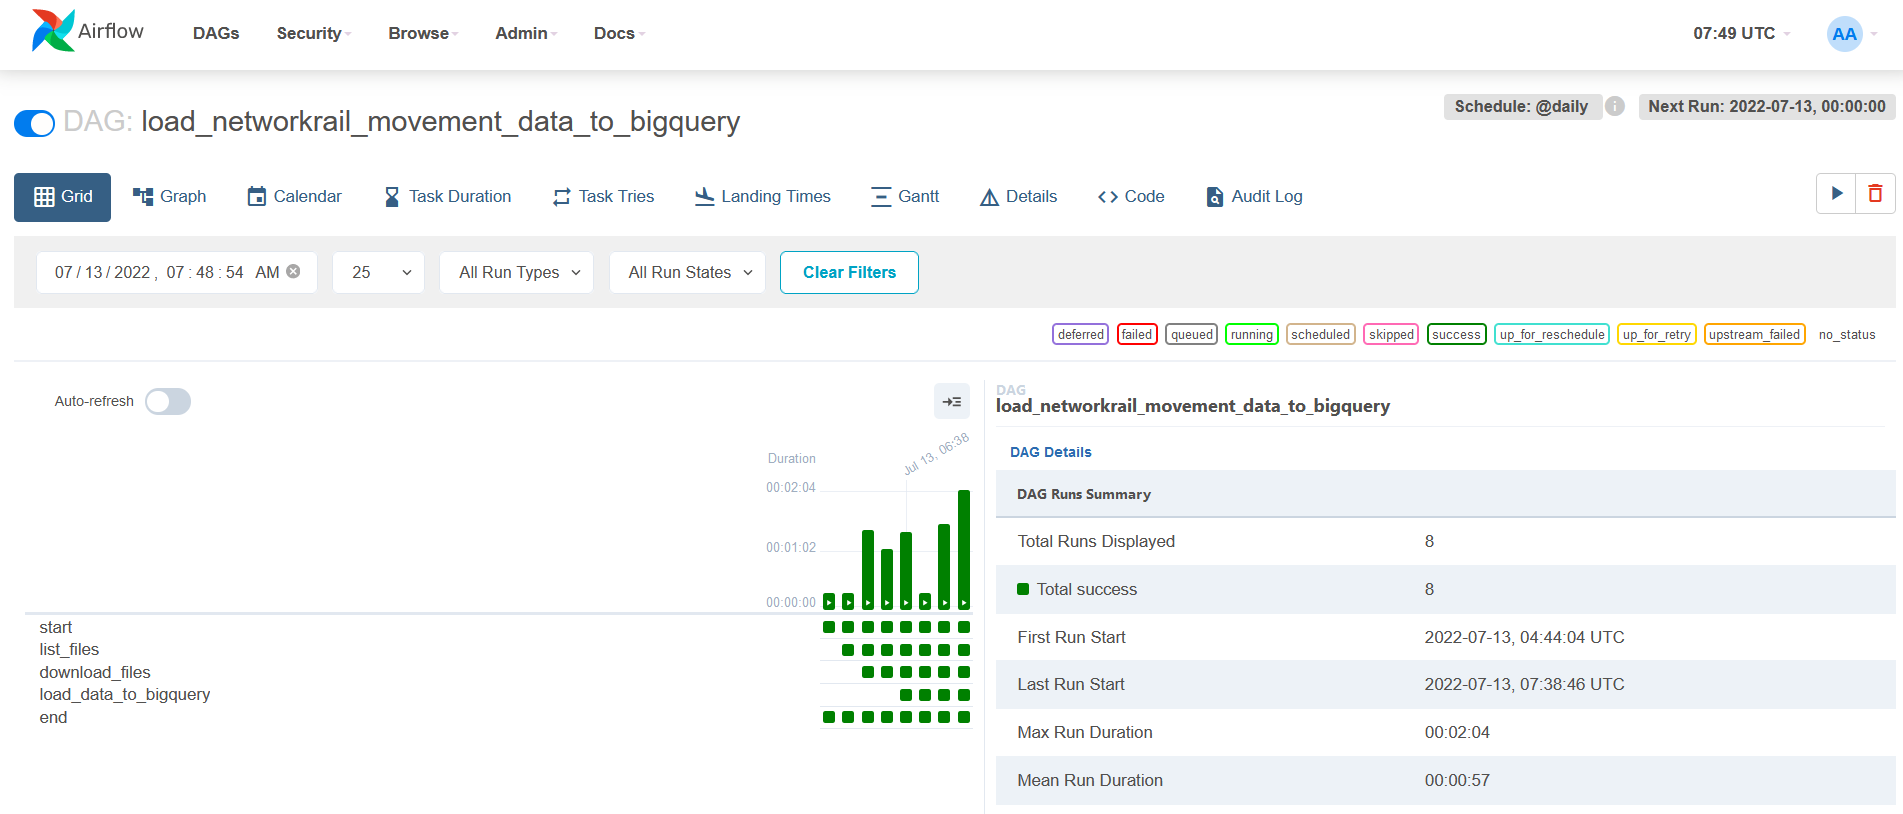 Airflow DAGs Security Browse Admin Docs 07:49 UTC AA
Schedule: @daily i Next Run: 2022-07-13, 00:00:00
DAG: load_networkrail_movement_data_to_bigquery
Grid Graph Calendar Task Duration Task Tries Landing Times Gantt Details Code Audit Log
07 / 13 / 2022 , 07 : 48 : 54 AM 25 All Run Types All Run States Clear Filters
deferred failed queued running scheduled skipped success up_for_reschedule up_for_retry upstream_failed no_status
Auto-refresh
Jul 13, 06:38
Duration
00:02:04
00:01:02
00:00:00
start
list_files
download_files
load_data_to_bigquery
end
DAG
load_networkrail_movement_data_to_bigquery
DAG Details
DAG Runs Summary
Total Runs Displayed 8
Total success 8
First Run Start 2022-07-13, 04:44:04 UTC
Last Run Start 2022-07-13, 07:38:46 UTC
Max Run Duration 00:02:04
Mean Run Duration 00:00:57